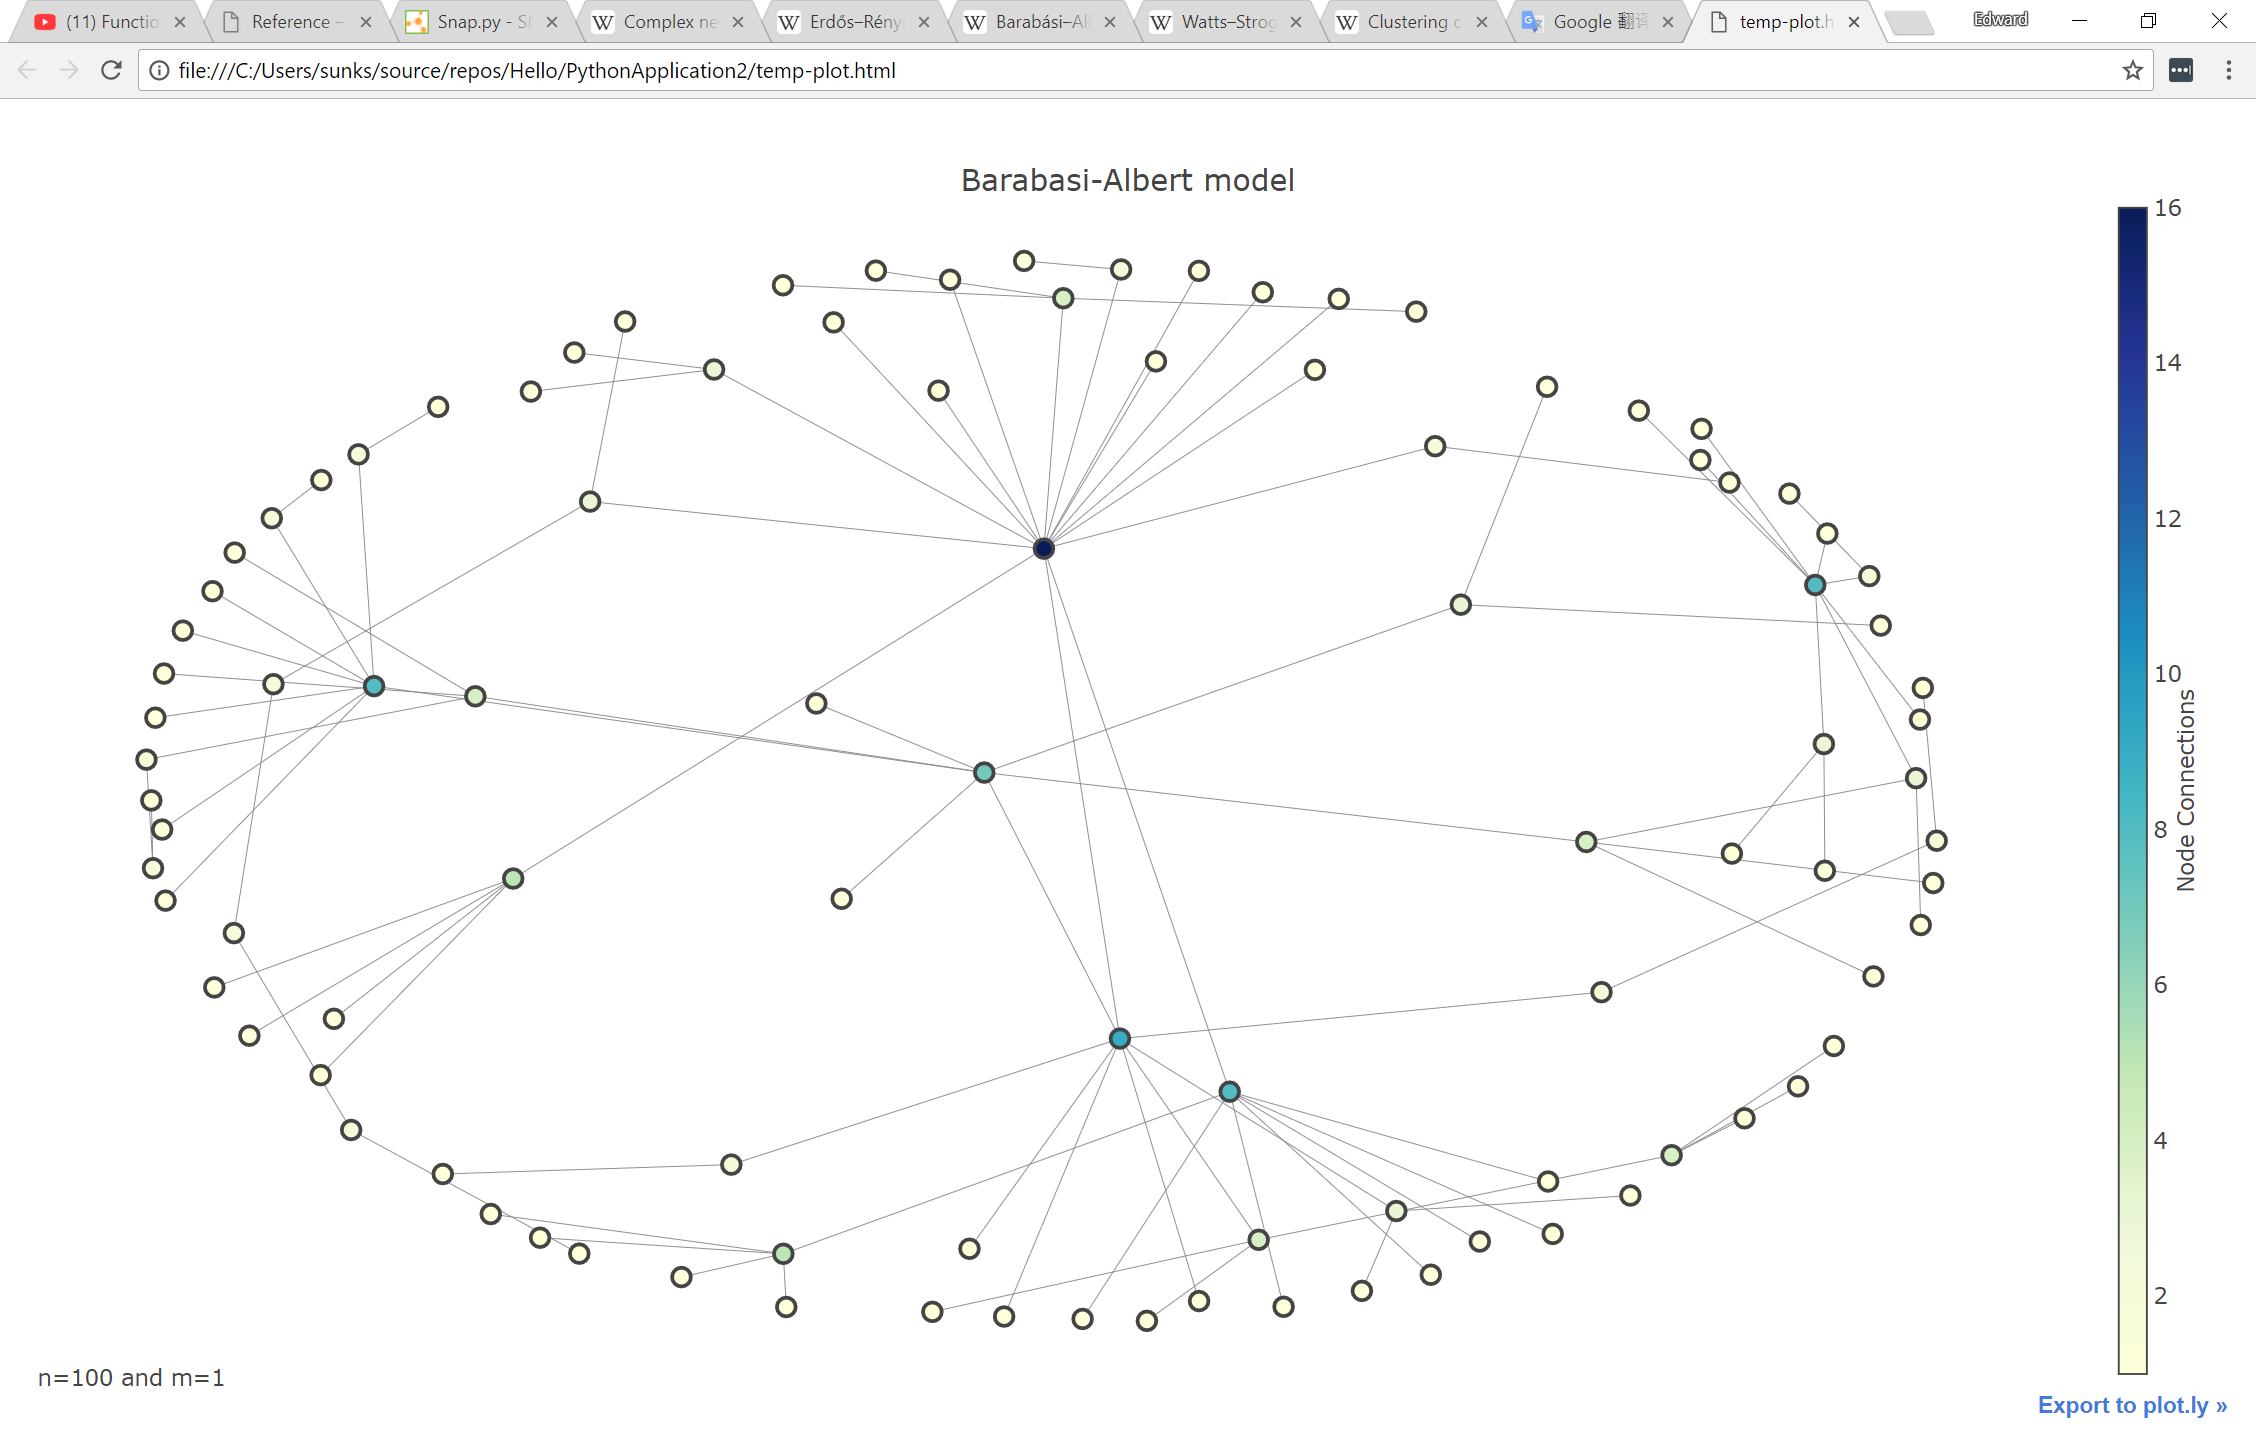 (11) Functio
Reference –
Snap.py - S
Complex ne
Erdős–Rény
Barabási–Al
Watts–Strog
Clustering
Google 翻译
temp-plot.h
Edward
file:///C:/Users/sunks/source/repos/Hello/PythonApplication2/temp-plot.html
Barabasi-Albert model
16
14
12
10
8
6
4
2
Node Connections
n=100 and m=1
Export to plot.ly »